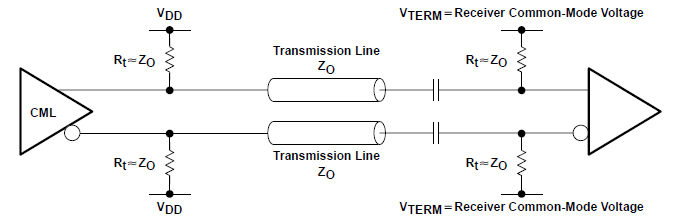 VDD
VTERM = Receiver Common-Mode Voltage
Rt≈ZO
Transmission Line
ZO
Rt≈ZO
CML
Rt≈ZO
Transmission Line
ZO
Rt≈ZO
VDD
VTERM = Receiver Common-Mode Voltage